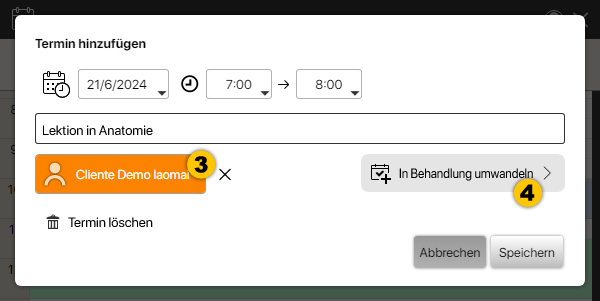 Termin hinzufügen
21/6/2024 7:00 → 8:00
Lektion in Anatomie
Cliente Demo laomai 3
In Behandlung umwandeln 4
Termin löschen
Abbrechen Speichern